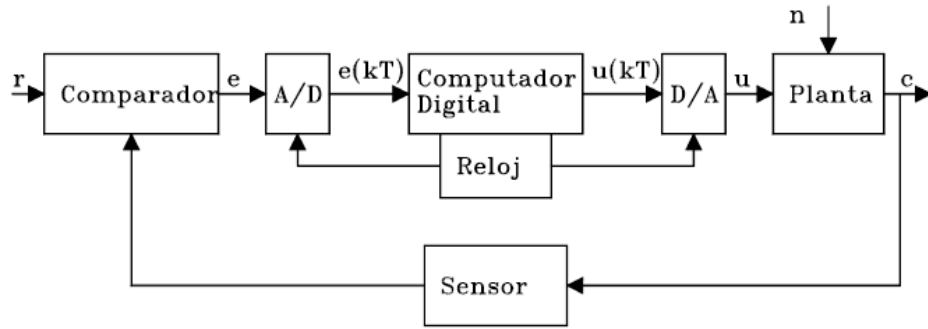 n
r
Comparador
e
A/D
e(kT)
Computador
Digital
u(kT)
D/A
u
Planta
c
Reloj
Sensor